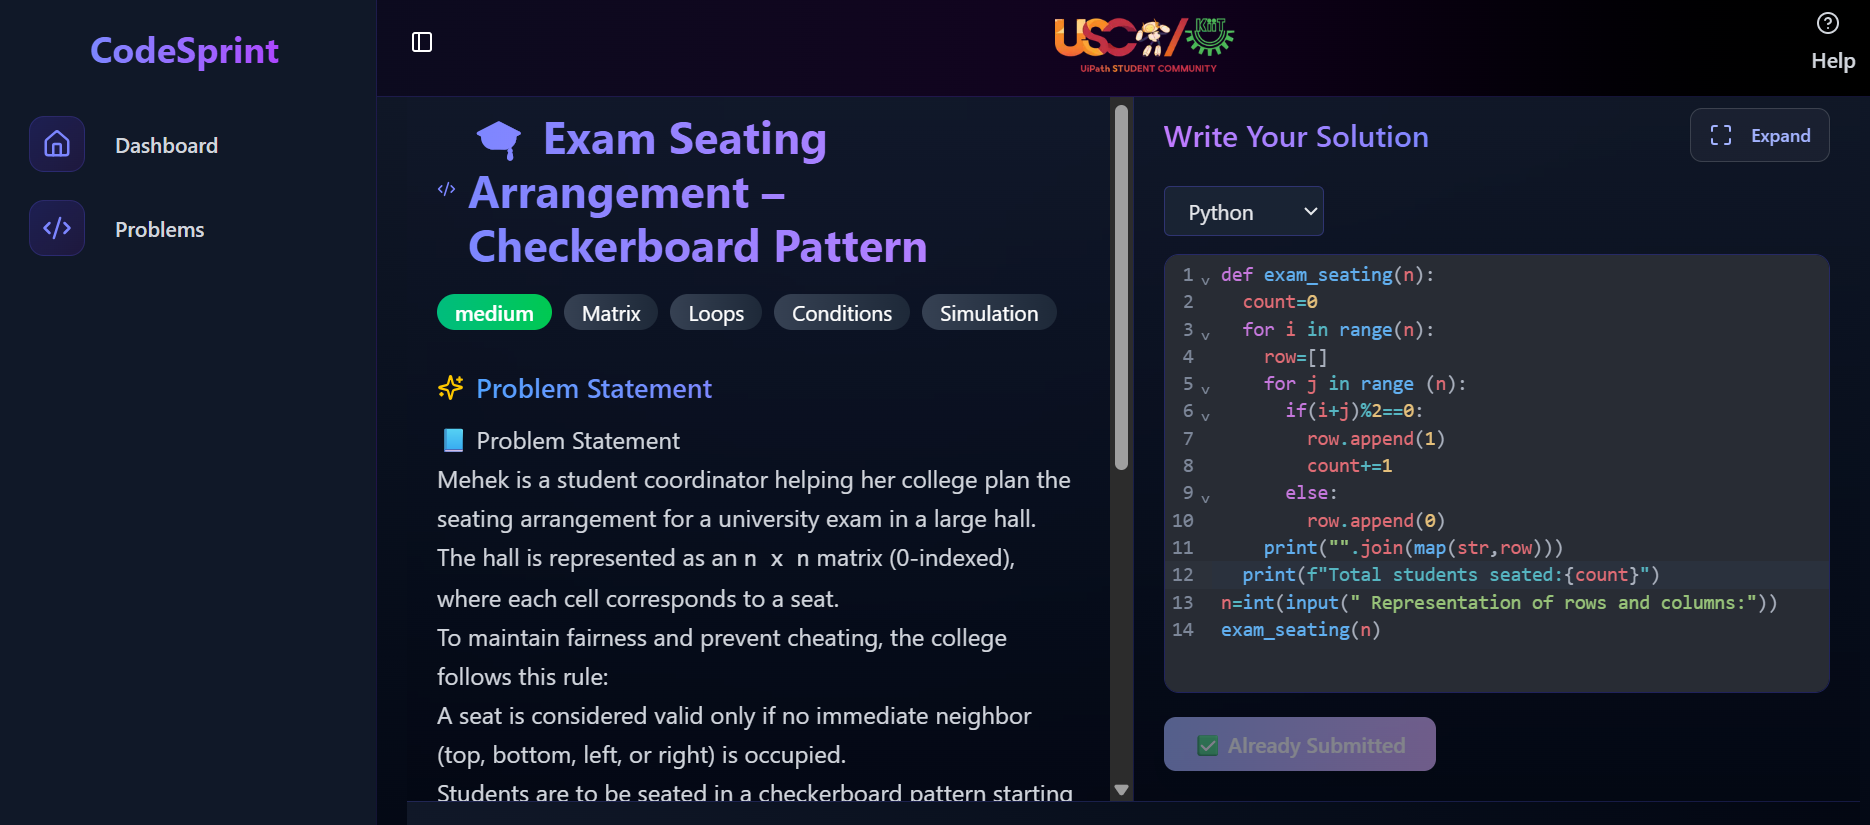 CodeSprint
Dashboard
Problems
USC/KIIT
UiPath STUDENT COMMUNITY
Help
🎓 Exam Seating
</> Arrangement –
Checkerboard Pattern
medium Matrix Loops Conditions Simulation
✨ Problem Statement
📘 Problem Statement
Mehek is a student coordinator helping her college plan the
seating arrangement for a university exam in a large hall.
The hall is represented as an n x n matrix (0-indexed),
where each cell corresponds to a seat.
To maintain fairness and prevent cheating, the college
follows this rule:
A seat is considered valid only if no immediate neighbor
(top, bottom, left, or right) is occupied.
Students are to be seated in a checkerboard pattern starting
Write Your Solution
Expand
Python
1 def exam_seating(n):
2   count=0
3   for i in range(n):
4     row=[]
5     for j in range (n):
6       if(i+j)%2==0:
7         row.append(1)
8         count+=1
9       else:
10         row.append(0)
11     print("".join(map(str,row)))
12   print(f"Total students seated:{count}")
13 n=int(input(" Representation of rows and columns:"))
14 exam_seating(n)
✅ Already Submitted